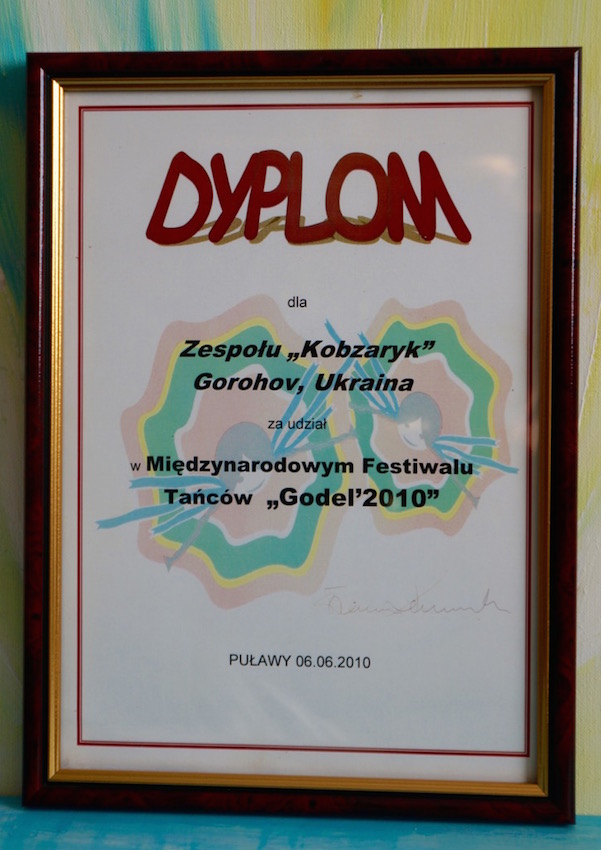 DYPLOM
dla
Zespołu „Kobzaryk”
Gorohov, Ukraina
za udział
w Międzynarodowym Festiwalu
Tańców „Godel’2010”
PUŁAWY 06.06.2010